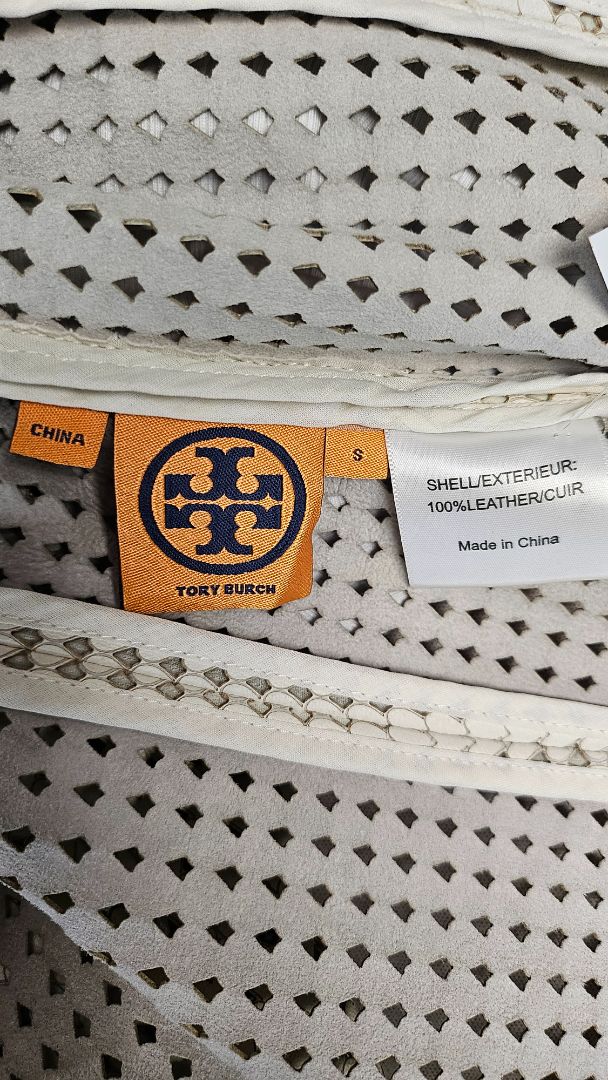 CHINA
TORY BURCH
S
SHELL/EXTERIEUR:
100%LEATHER/CUIR
Made in China